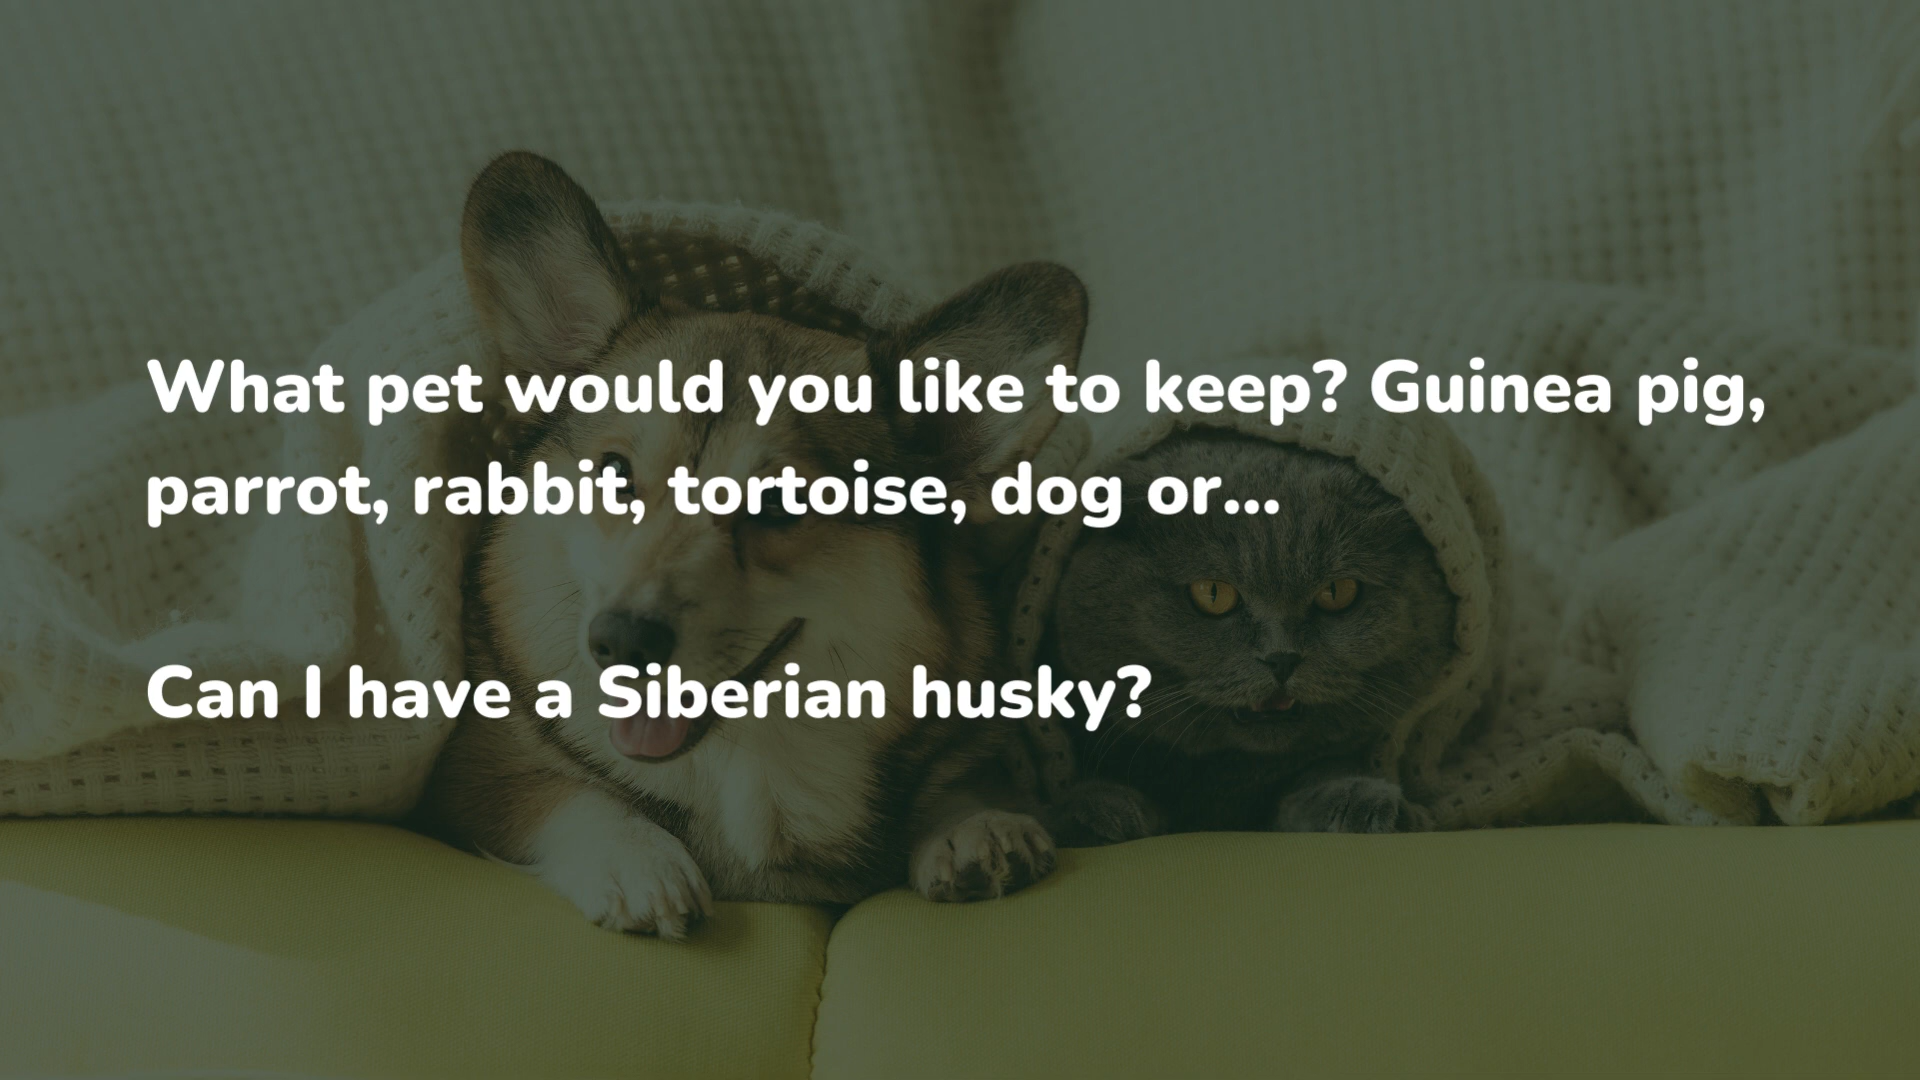 What pet would you like to keep? Guinea pig,
parrot, rabbit, tortoise, dog or...
Can I have a Siberian husky?